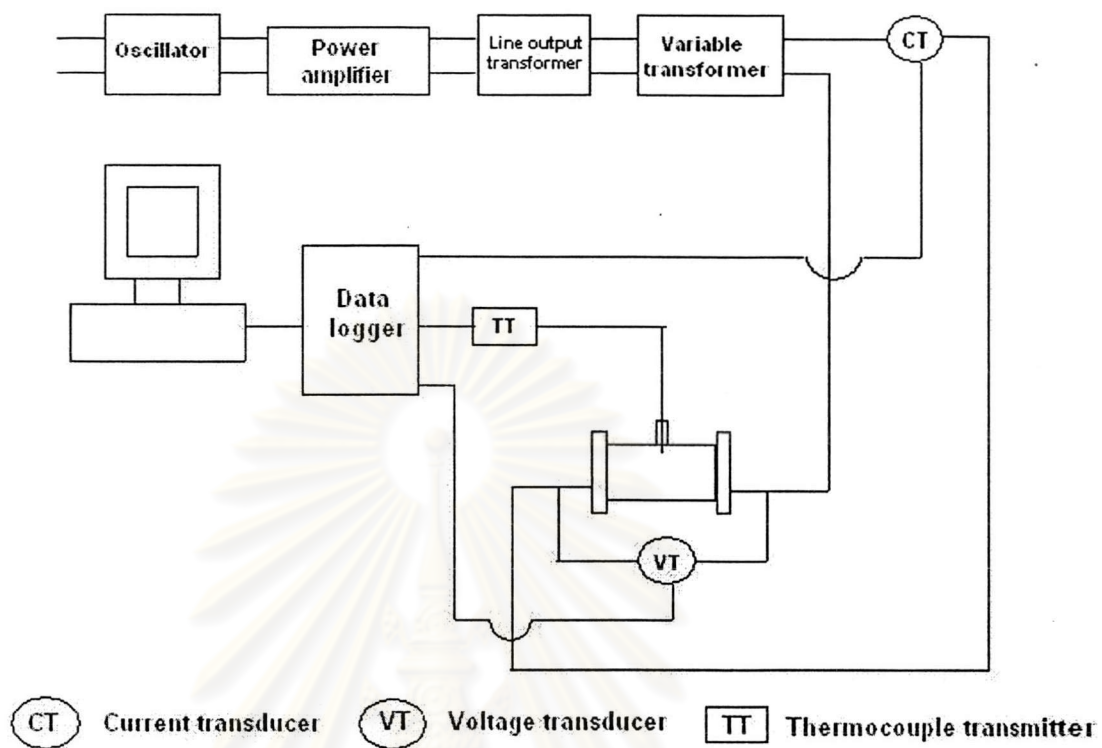 Oscillator
Power
amplifier
Line output
transformer
Variable
transformer
CT
Data
logger
TT
VT
CT Current transducer
VT Voltage transducer
TT Thermocouple transmitter